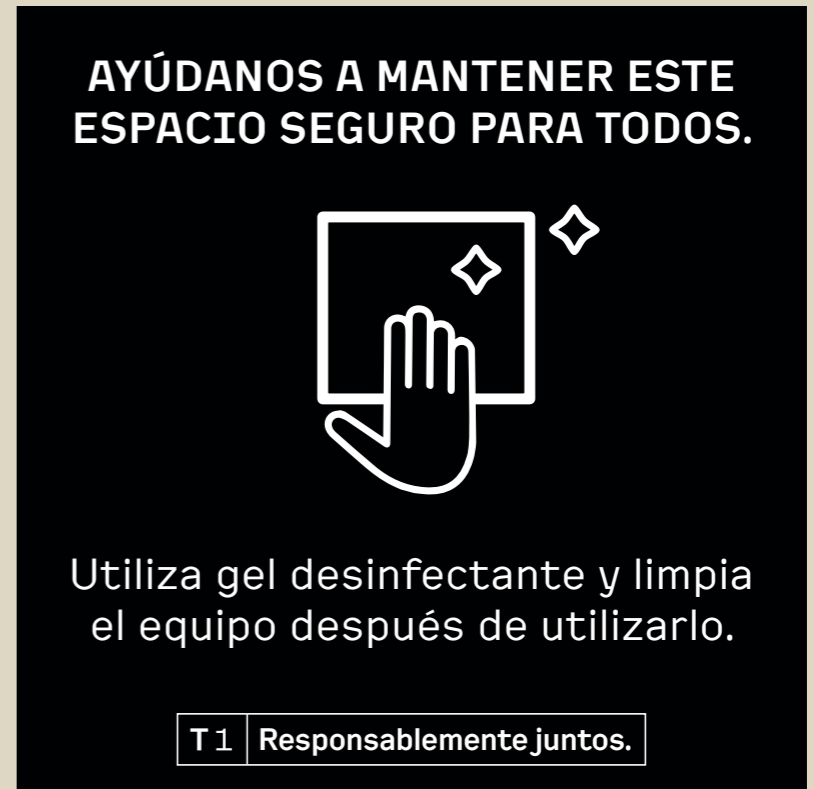 AYÚDANOS A MANTENER ESTE
ESPACIO SEGURO PARA TODOS.
Utiliza gel desinfectante y limpia
el equipo después de utilizarlo.
T1 Responsablemente juntos.